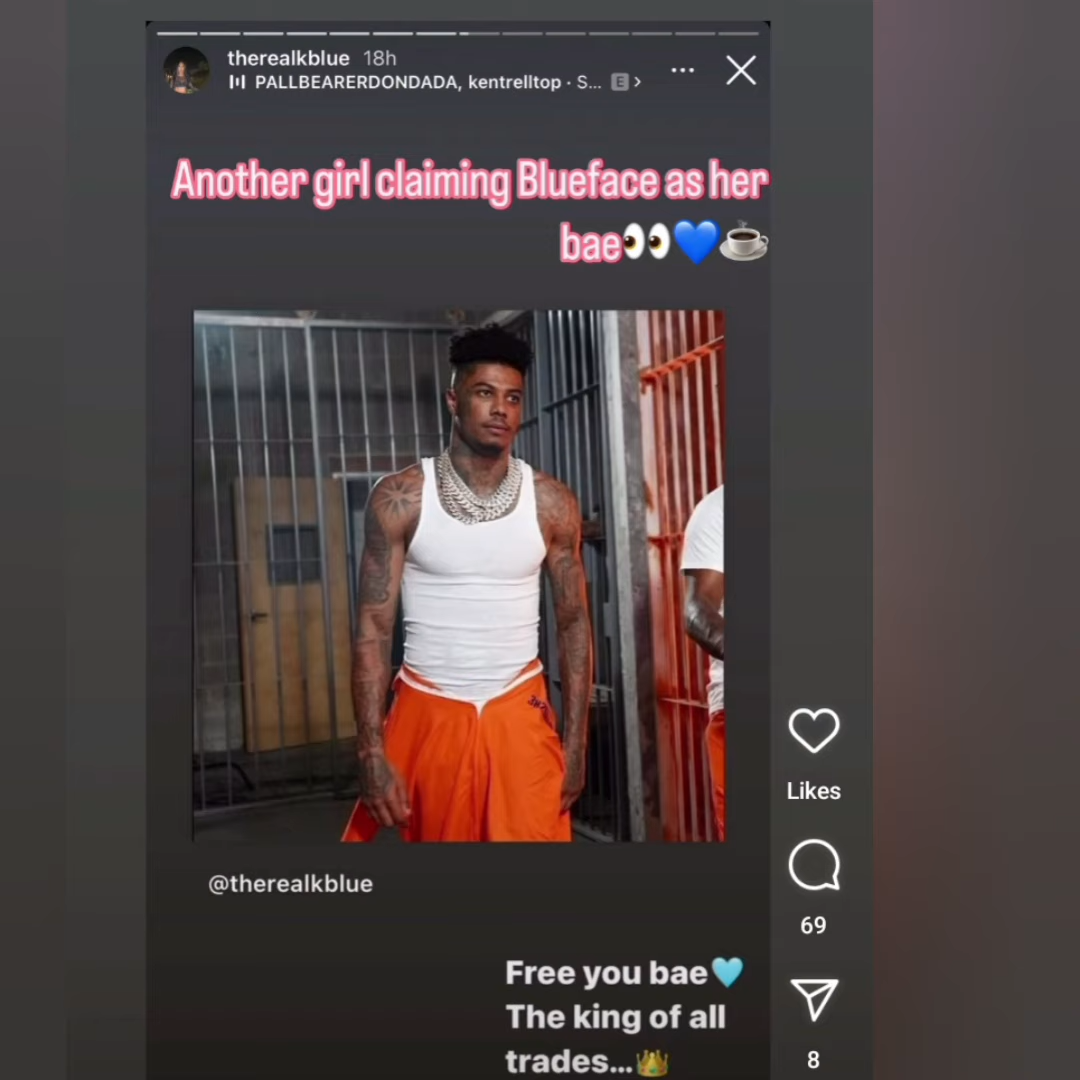 therealkblue 18h
PALLBEARERDONDADA, kentrelltop · S... E >
Another girl claiming Blueface as her
bae👀💙☕
@therealkblue
Free you bae🩵
The king of all
trades...👑
Likes
69
8